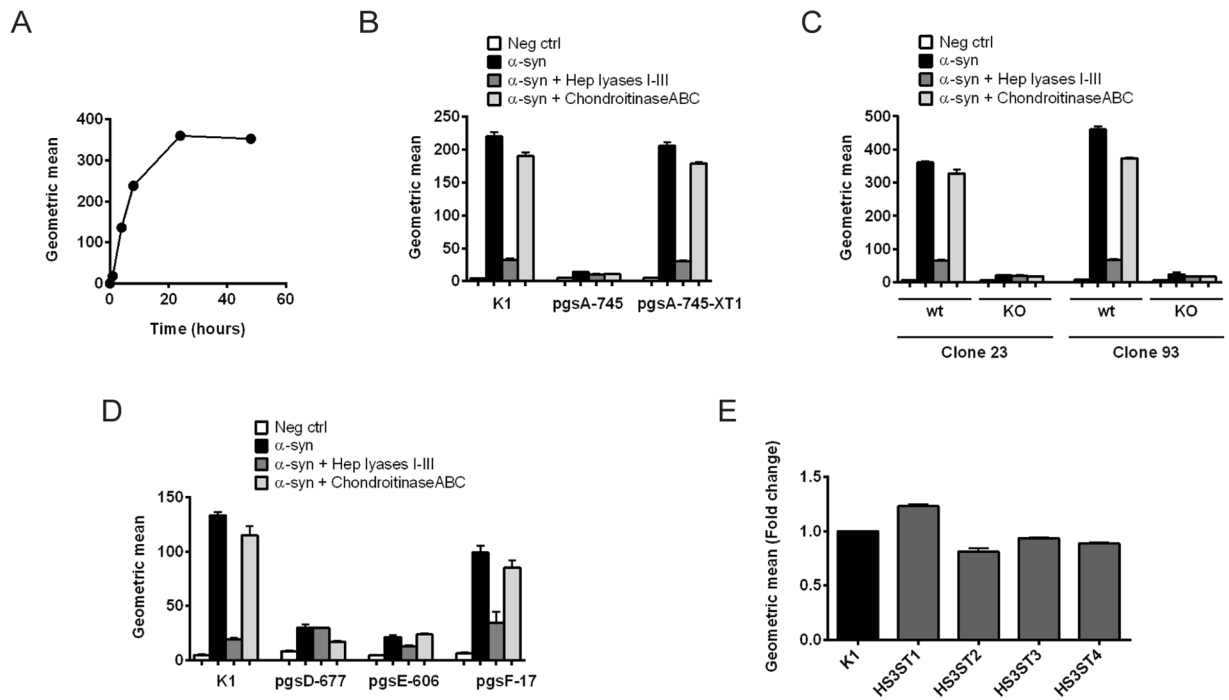 A
Geometric mean
400
300
200
100
0
0 20 40 60
Time (hours)
B
Neg ctrl
α-syn
α-syn + Hep lyases I-III
α-syn + ChondroitinaseABC
Geometric mean
250
200
150
100
50
0
K1 pgsA-745 pgsA-745-XT1
C
Neg ctrl
α-syn
α-syn + Hep lyases I-III
α-syn + ChondroitinaseABC
Geometric mean
500
400
300
200
100
0
wt KO wt KO
Clone 23 Clone 93
D
Neg ctrl
α-syn
α-syn + Hep lyases I-III
α-syn + ChondroitinaseABC
Geometric mean
150
100
50
0
K1 pgsD-677 pgsE-606 pgsF-17
E
Geometric mean (Fold change)
1.5
1.0
0.5
0.0
K1 HS3ST1 HS3ST2 HS3ST3 HS3ST4